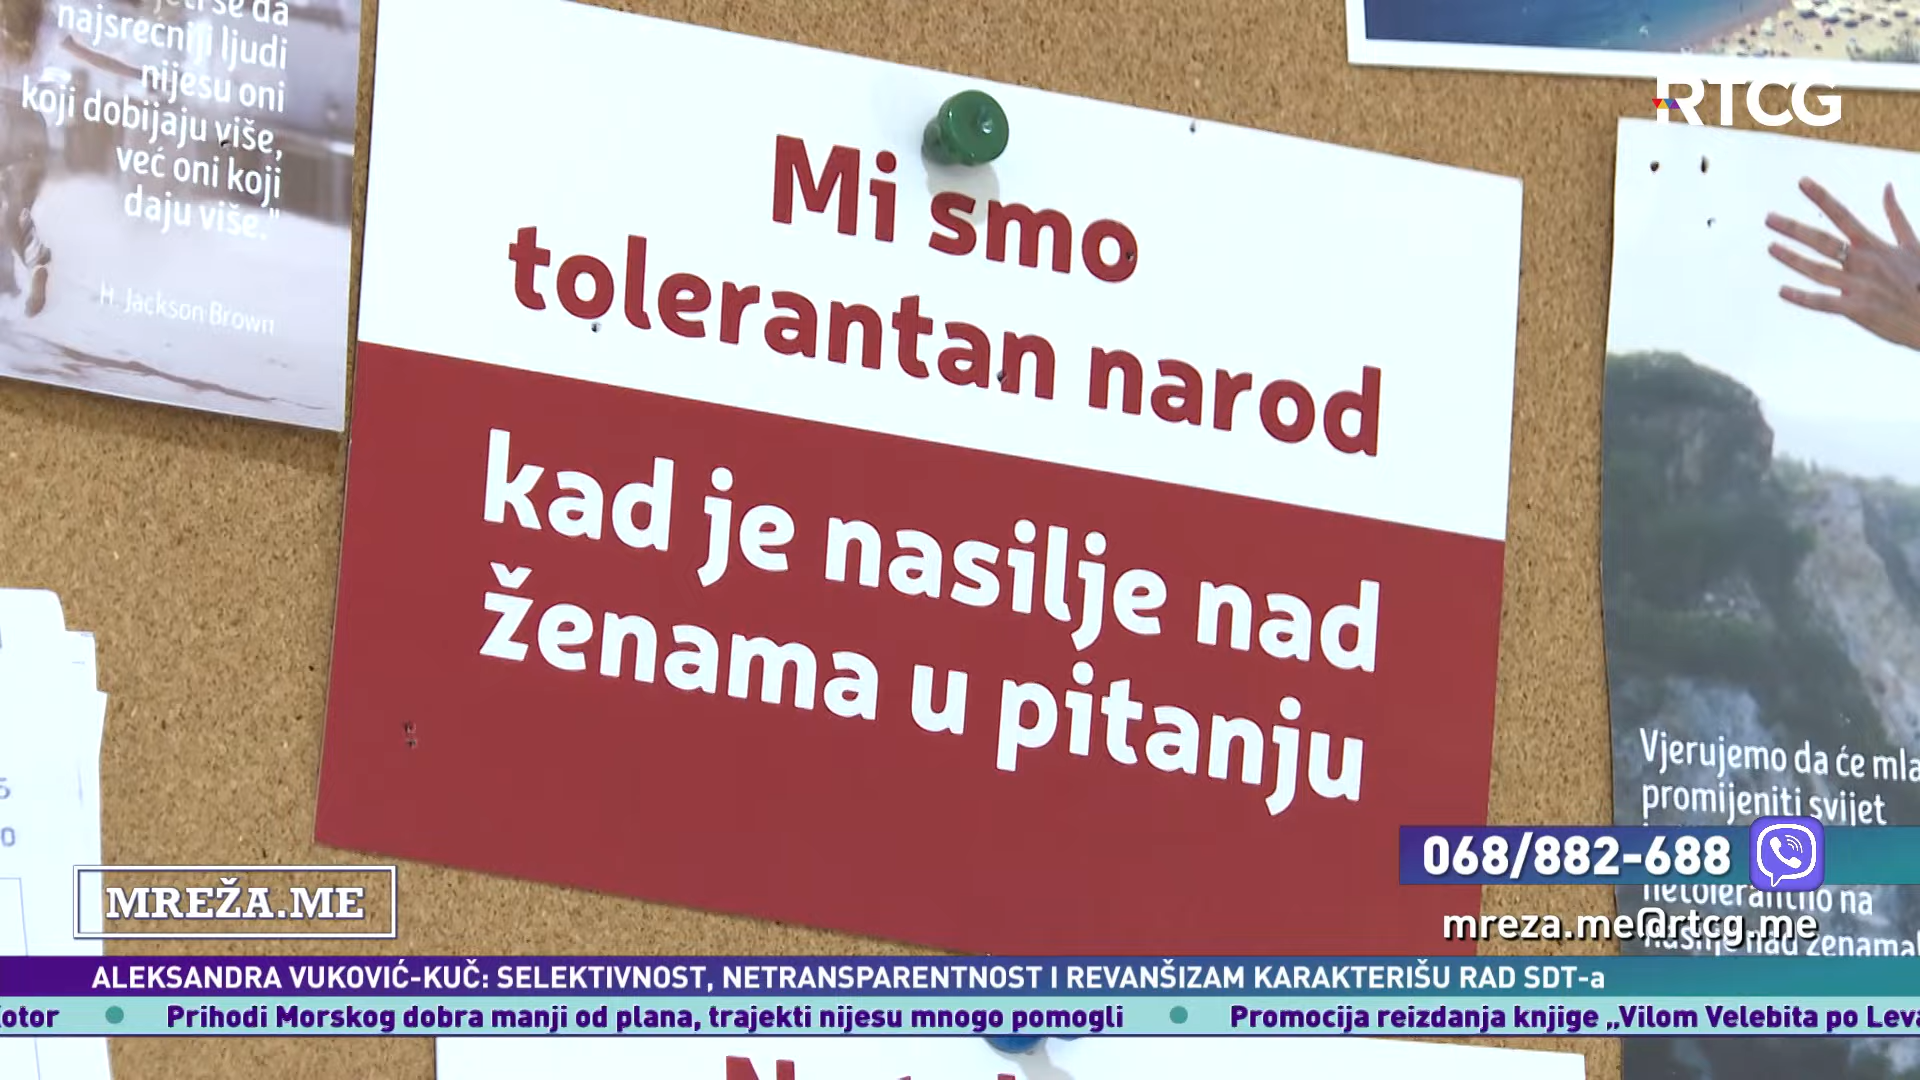 najsrećniji ljudi
nijesu oni
koji dobijaju više,
već oni koji
daju više."
H. Jackson Brown
RTCG
Mi smo
tolerantan narod
kad je nasilje nad
ženama u pitanju
Vjerujemo da će
promijeniti svijet
netolerantno na
nasilje nad ženama!
068/882-688
mreza.me@rtcg.me
MREŽA.ME
ALEKSANDRA VUKOVIĆ-KUČ: SELEKTIVNOST, NETRANSPARENTNOST I REVANŠIZAM KARAKTERIŠU RAD SDT-a
Prihodi Morskog dobra manji od plana, trajekti nijesu mnogo pomogli • Promocija reizdanja knjige „Vilom Velebita po